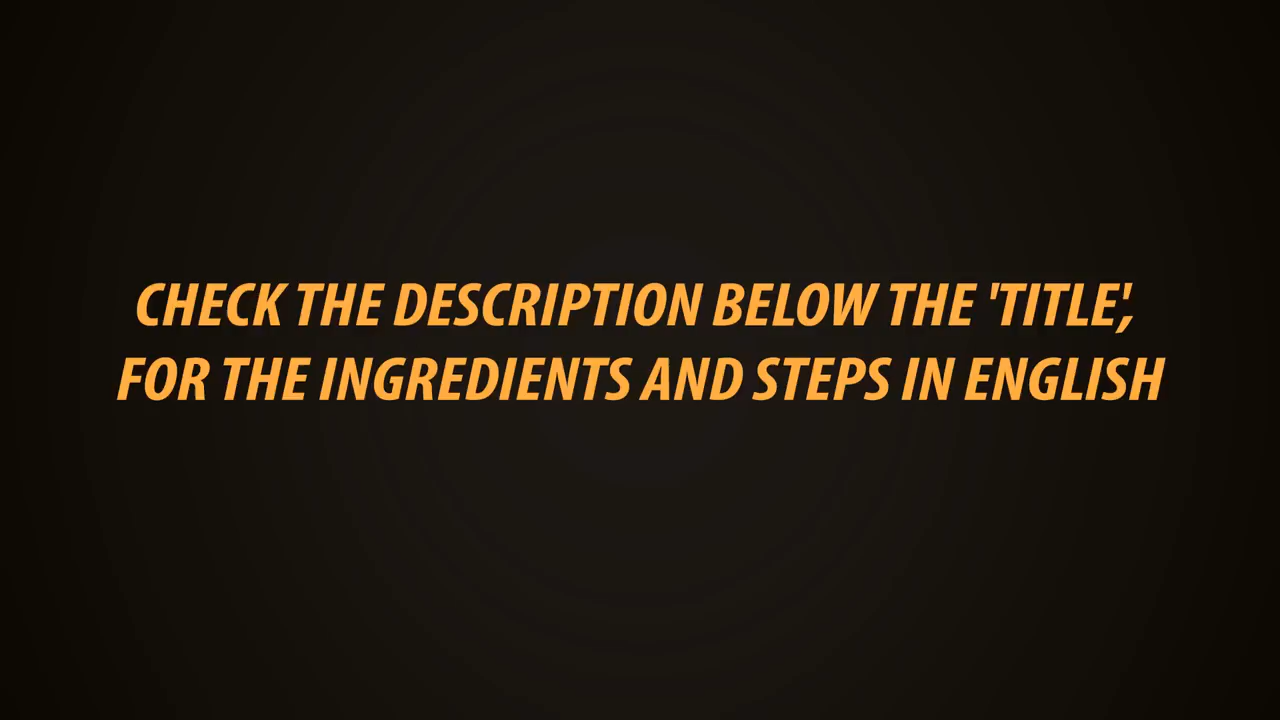 CHECK THE DESCRIPTION BELOW THE 'TITLE',
FOR THE INGREDIENTS AND STEPS IN ENGLISH